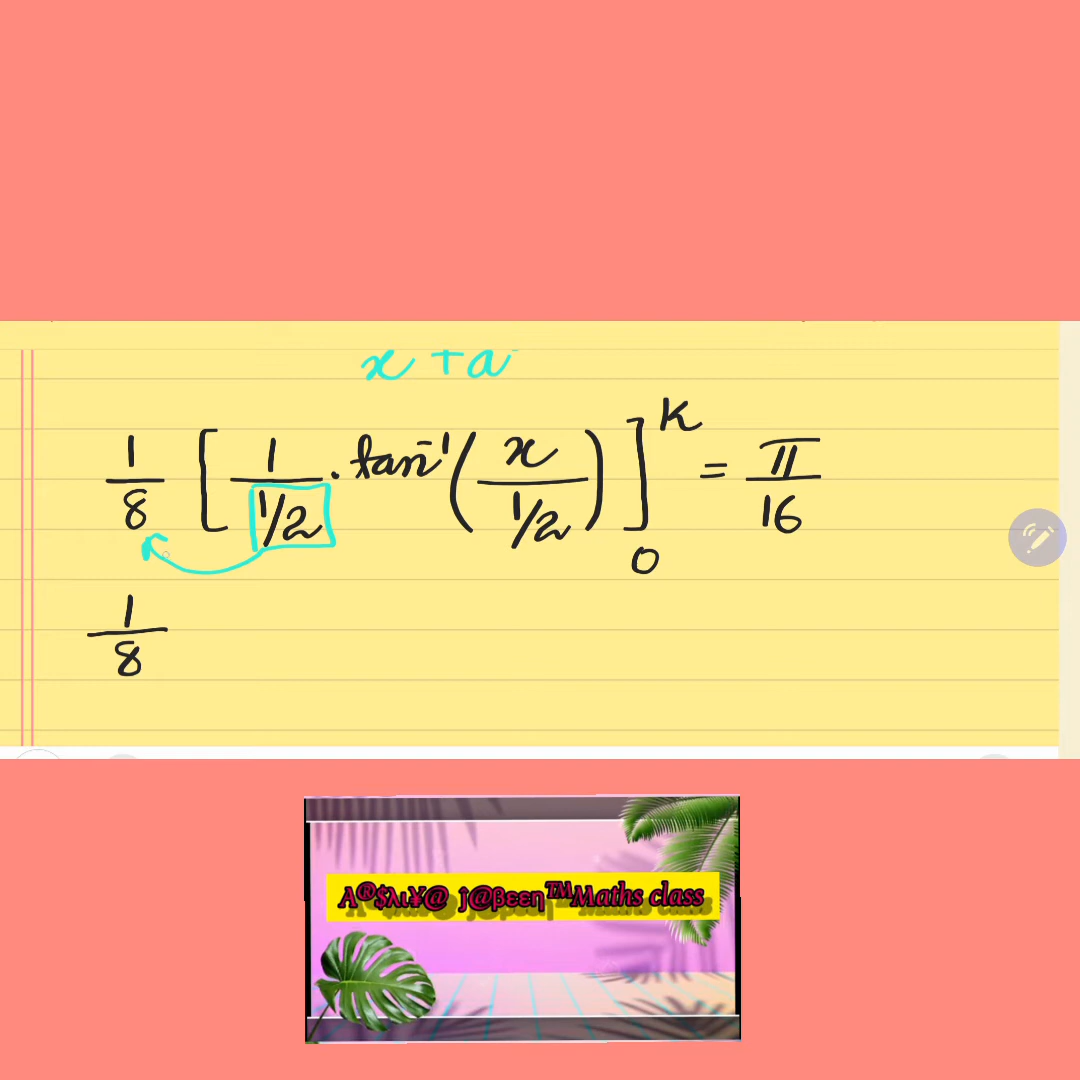 x + a
1/8 [ 1/(1/2) . tan⁻¹ ( x/(1/2) ) ]₀ᴷ = π/16
1/8
A®$λι¥@ ĵ@βεεη™Maths class